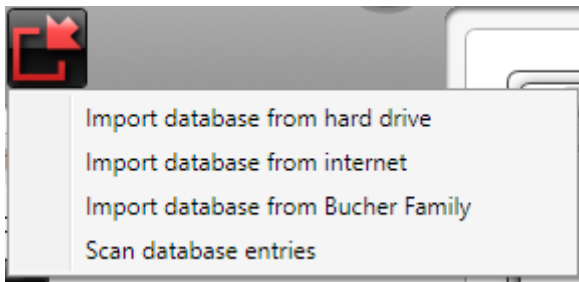 Import database from hard drive
Import database from internet
Import database from Bucher Family
Scan database entries